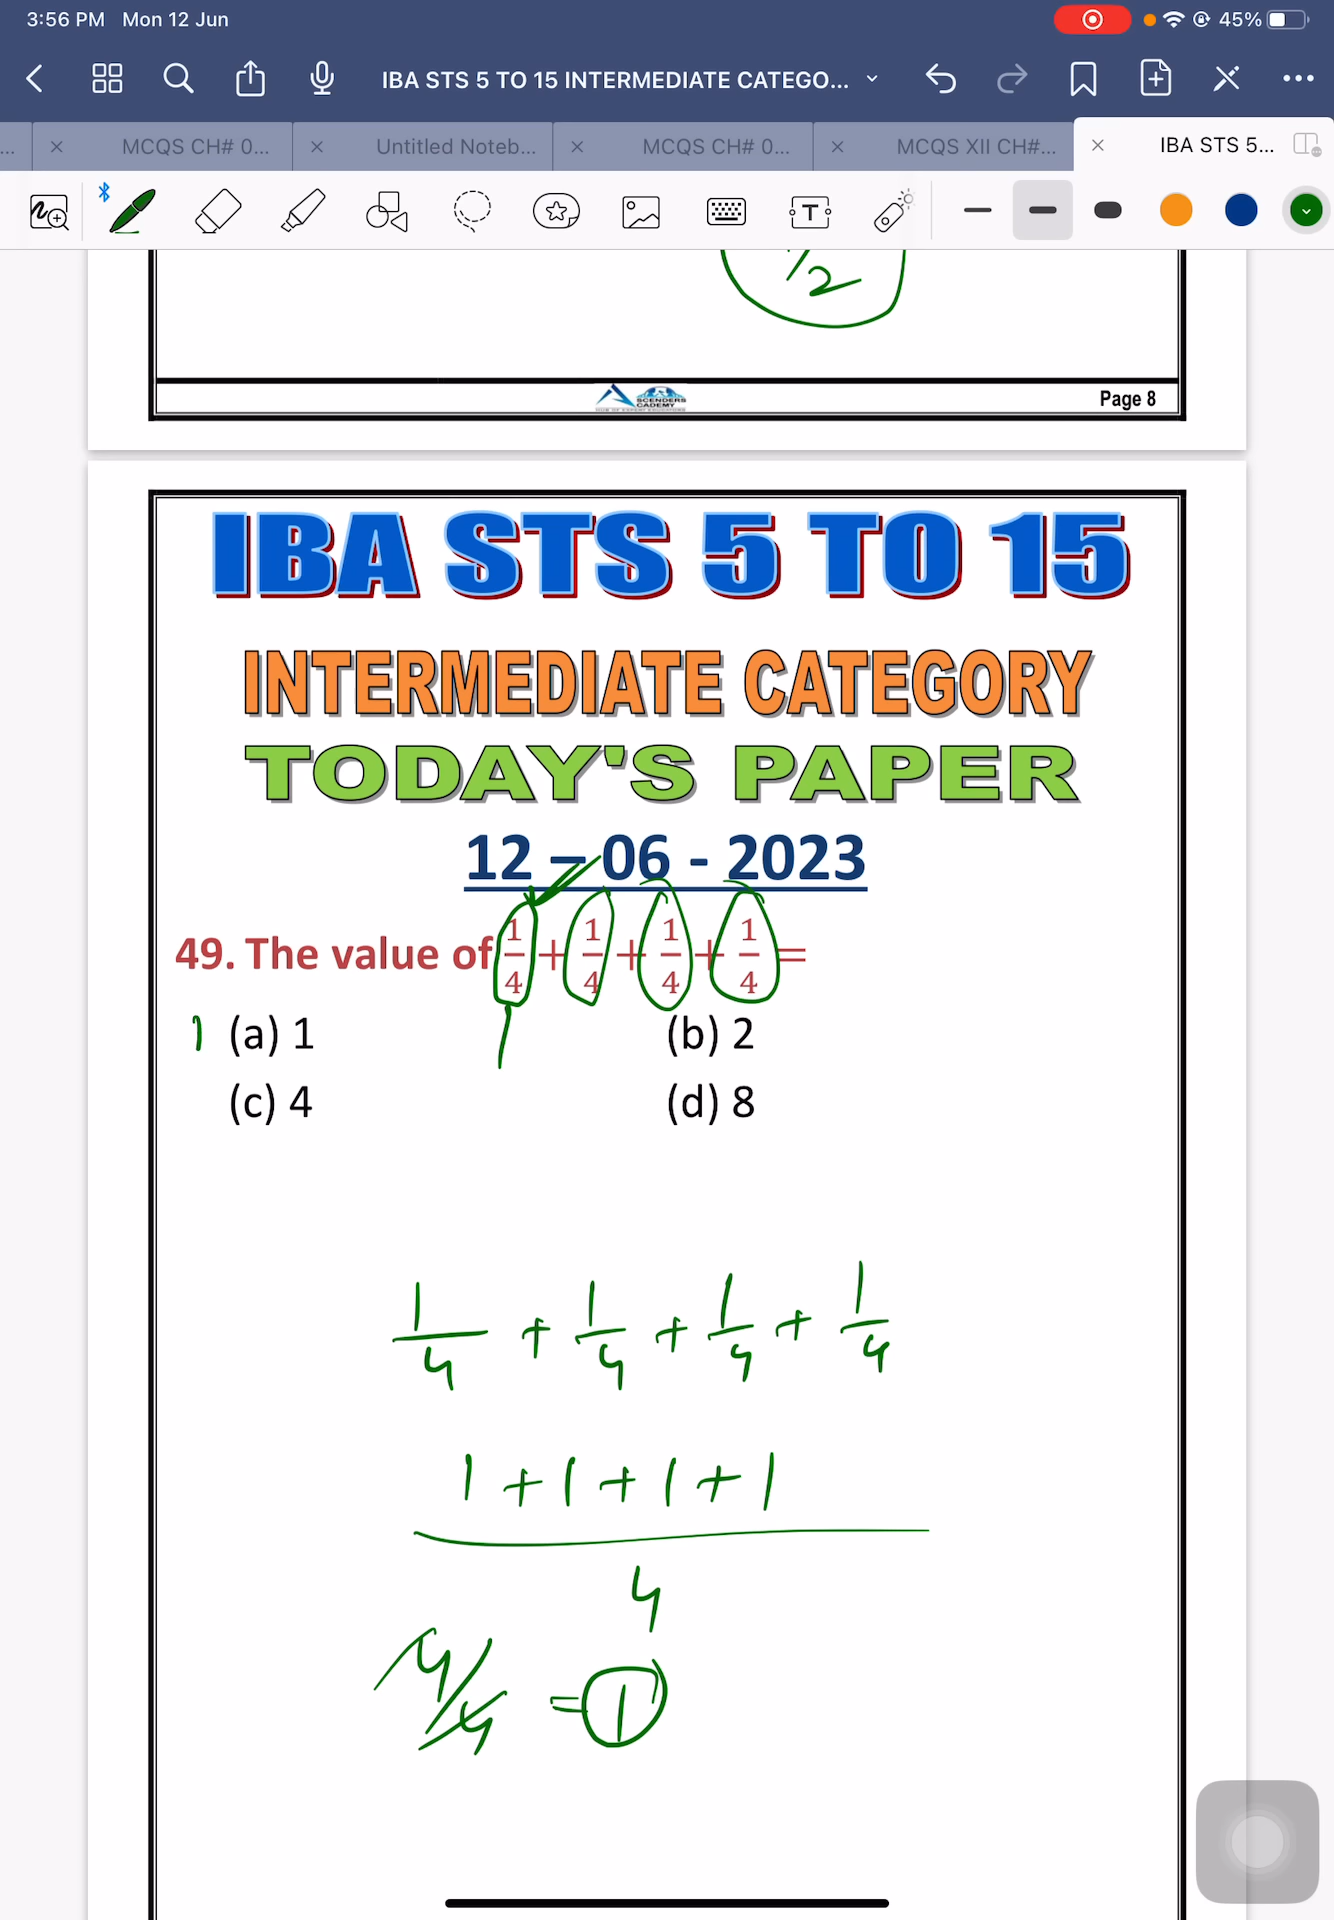 3:56 PM Mon 12 Jun 45%
IBA STS 5 TO 15 INTERMEDIATE CATEGO...
... MCQS CH# 0... Untitled Noteb... MCQS CH# 0... MCQS XII CH#... IBA STS 5...
T
/2
SCENDERS
CADEMY
Page 8
IBA STS 5 TO 15
INTERMEDIATE CATEGORY
TODAY'S PAPER
12 – 06 - 2023
49. The value of 1/4 + 1/4 + 1/4 + 1/4 =
1 (a) 1 (b) 2
(c) 4 (d) 8
1/4 + 1/4 + 1/4 + 1/4
1 + 1 + 1 + 1
4
4/4 = 1